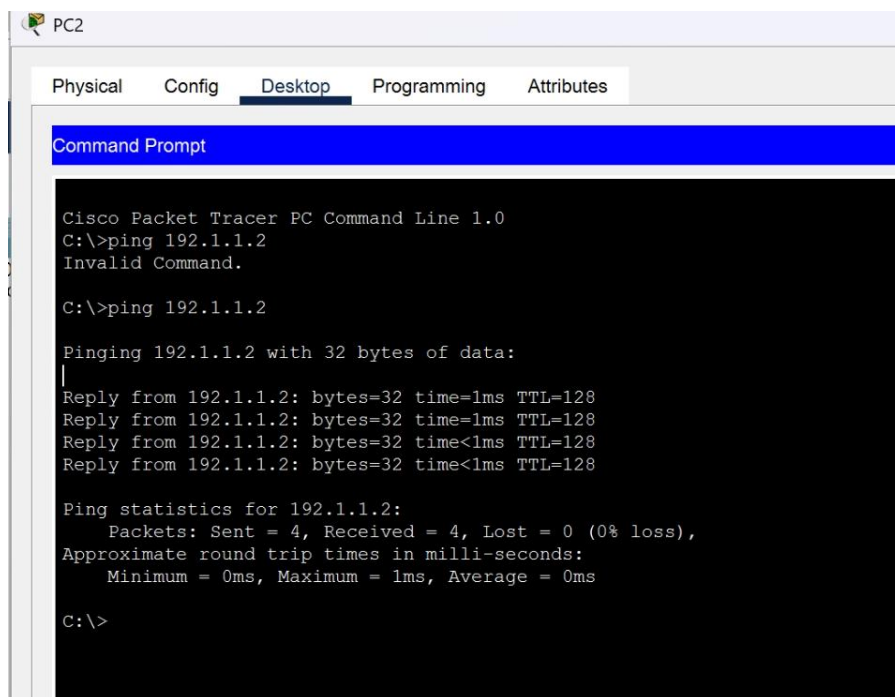 PC2
Physical Config Desktop Programming Attributes
Command Prompt
Cisco Packet Tracer PC Command Line 1.0
C:\>ping 192.1.1.2
Invalid Command.
C:\>ping 192.1.1.2
Pinging 192.1.1.2 with 32 bytes of data:
Reply from 192.1.1.2: bytes=32 time=1ms TTL=128
Reply from 192.1.1.2: bytes=32 time=1ms TTL=128
Reply from 192.1.1.2: bytes=32 time<1ms TTL=128
Reply from 192.1.1.2: bytes=32 time<1ms TTL=128
Ping statistics for 192.1.1.2:
Packets: Sent = 4, Received = 4, Lost = 0 (0% loss),
Approximate round trip times in milli-seconds:
Minimum = 0ms, Maximum = 1ms, Average = 0ms
C:\>